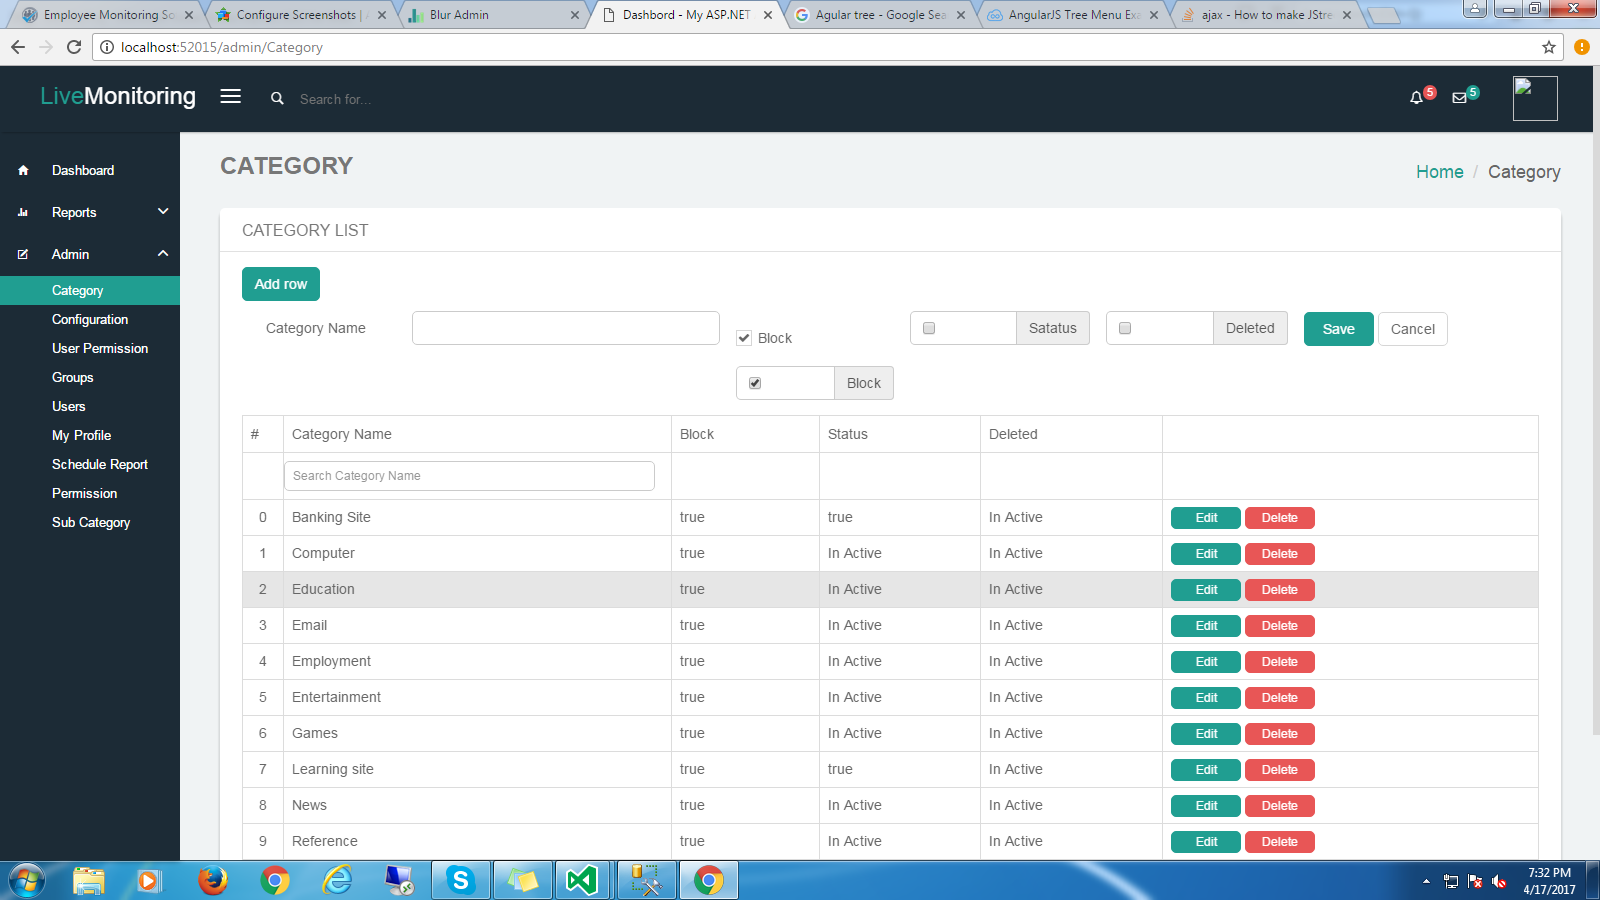 Employee Monitoring So
Configure Screenshots | A
Blur Admin
Dashbord - My ASP.NET
Agular tree - Google Sea
AngularJS Tree Menu Exa
ajax - How to make JStre
localhost:52015/admin/Category
LiveMonitoring
Search for...
5
5
Dashboard
Reports
Admin
Category
Configuration
User Permission
Groups
Users
My Profile
Schedule Report
Permission
Sub Category
CATEGORY
Home / Category
CATEGORY LIST
Add row
Category Name
Block
Satatus
Deleted
Save
Cancel
Block
# Category Name Block Status Deleted
Search Category Name
0 Banking Site true true In Active Edit Delete
1 Computer true In Active In Active Edit Delete
2 Education true In Active In Active Edit Delete
3 Email true In Active In Active Edit Delete
4 Employment true In Active In Active Edit Delete
5 Entertainment true In Active In Active Edit Delete
6 Games true In Active In Active Edit Delete
7 Learning site true true In Active Edit Delete
8 News true In Active In Active Edit Delete
9 Reference true In Active In Active Edit Delete
7:32 PM
4/17/2017